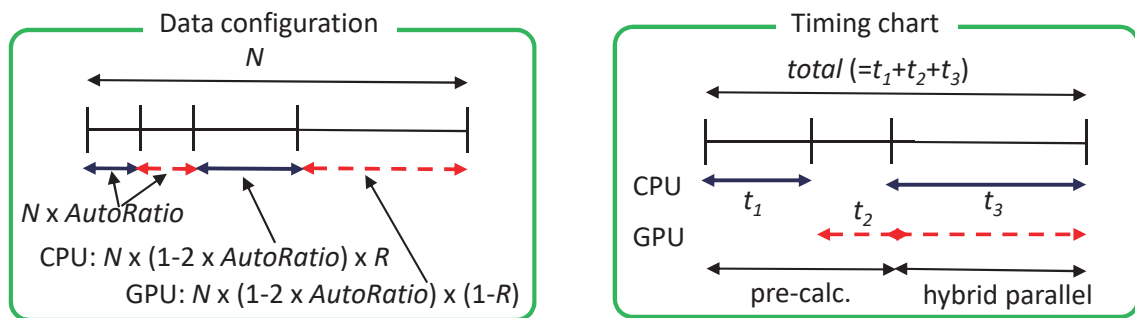 Data configuration
N
N x AutoRatio
CPU: N x (1-2 x AutoRatio) x R
GPU: N x (1-2 x AutoRatio) x (1-R)
Timing chart
total (=t1+t2+t3)
CPU
t1
t3
t2
GPU
pre-calc.
hybrid parallel